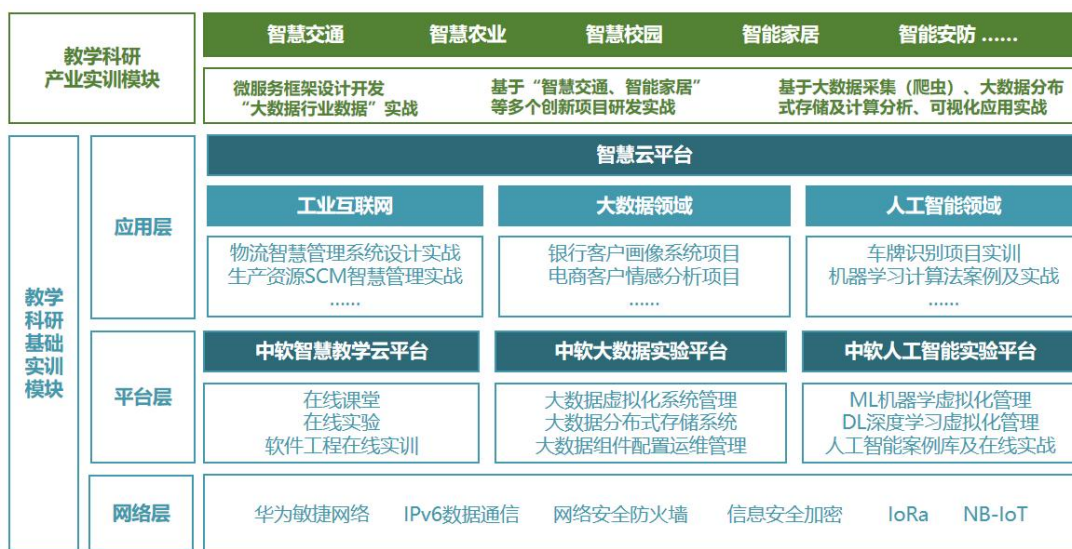 教学科研
产业实训模块
智慧交通 智慧农业 智慧校园 智能家居 智能安防 ......
微服务框架设计开发
“大数据行业数据”实战
基于“智慧交通、智能家居”
等多个创新项目研发实战
基于大数据采集（爬虫）、大数据分布
式存储及计算分析、可视化应用实战
教学
科研
基础
实训
模块
应用层
智慧云平台
工业互联网
物流智慧管理系统设计实战
生产资源SCM智慧管理实战
......
大数据领域
银行客户画像系统项目
电商客户情感分析项目
......
人工智能领域
车牌识别项目实训
机器学习计算法案例及实战
......
平台层
中软智慧教学云平台
在线课堂
在线实验
软件工程在线实训
中软大数据实验平台
大数据虚拟化系统管理
大数据分布式存储系统
大数据组件配置运维管理
中软人工智能实验平台
ML机器学虚拟化管理
DL深度学习虚拟化管理
人工智能案例库及在线实战
网络层
华为敏捷网络 IPv6数据通信 网络安全防火墙 信息安全加密 IoRa NB-IoT